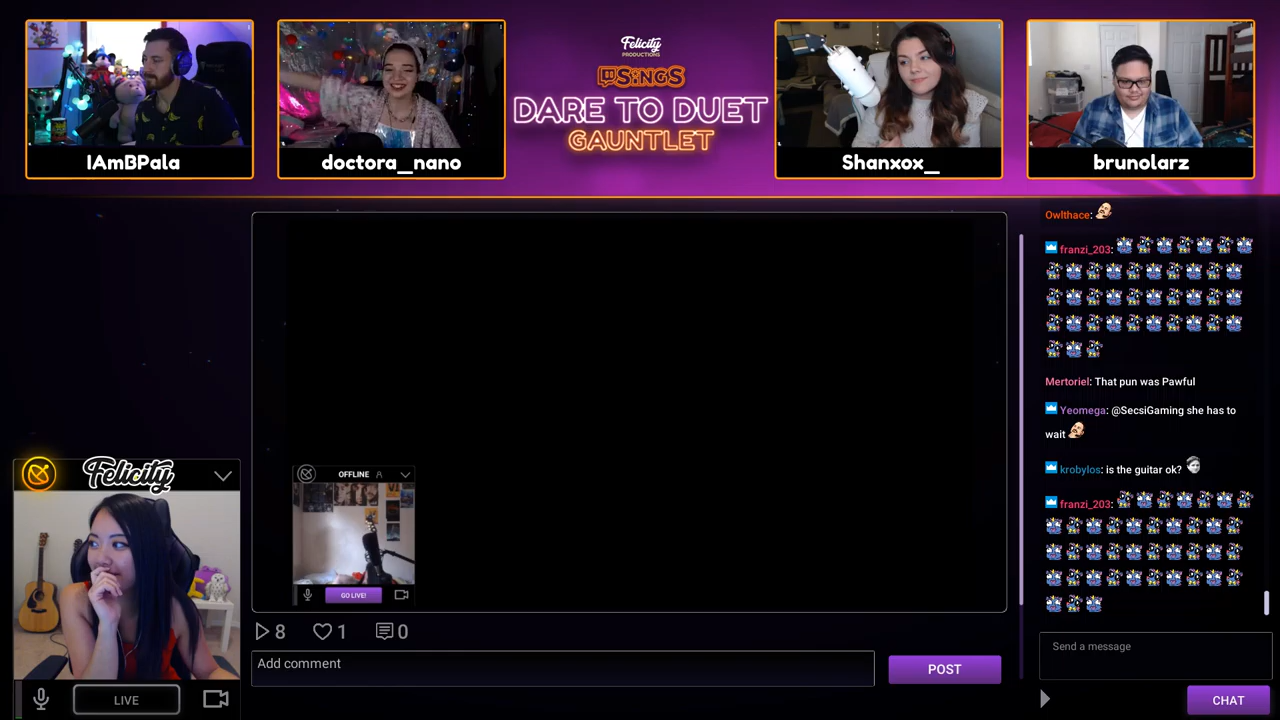 Felicity
PRODUCTIONS
SINGS
DARE TO DUET
GAUNTLET
IAmBPala
doctora__nano
Shanxox_
brunolarz
Owlthace:
franzi_203:
Mertoriel: That pun was Pawful
Yeomega: @SecsiGaming she has to
wait
krobylos: is the guitar ok?
franzi_203:
Felicity
LIVE
OFFLINE
GO LIVE!
8
1
0
Add comment
POST
Send a message
CHAT